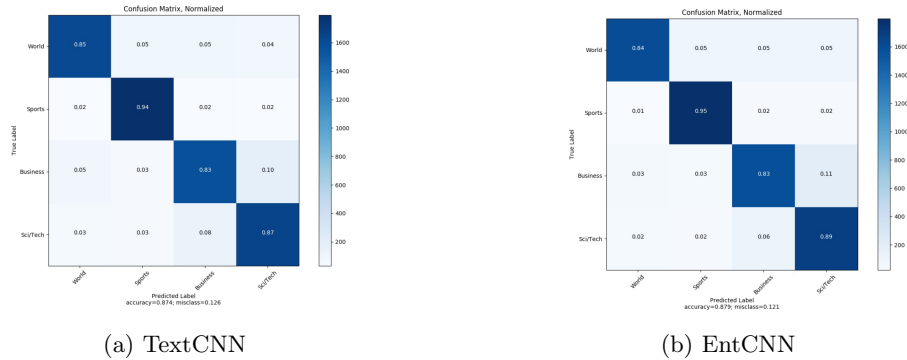 Confusion Matrix, Normalized
World 0.85 0.05 0.05 0.04
Sports 0.02 0.94 0.02 0.02
Business 0.05 0.03 0.83 0.10
Sci/Tech 0.03 0.03 0.08 0.87
True Label
World Sports Business Sci/Tech
Predicted Label
accuracy=0.874; misclass=0.126
1600
1400
1200
1000
800
600
400
200
(a) TextCNN
Confusion Matrix, Normalized
World 0.84 0.05 0.05 0.05
Sports 0.01 0.95 0.02 0.02
Business 0.03 0.03 0.83 0.11
Sci/Tech 0.02 0.02 0.06 0.89
True Label
World Sports Business Sci/Tech
Predicted Label
accuracy=0.879; misclass=0.121
1600
1400
1200
1000
800
600
400
200
(b) EntCNN